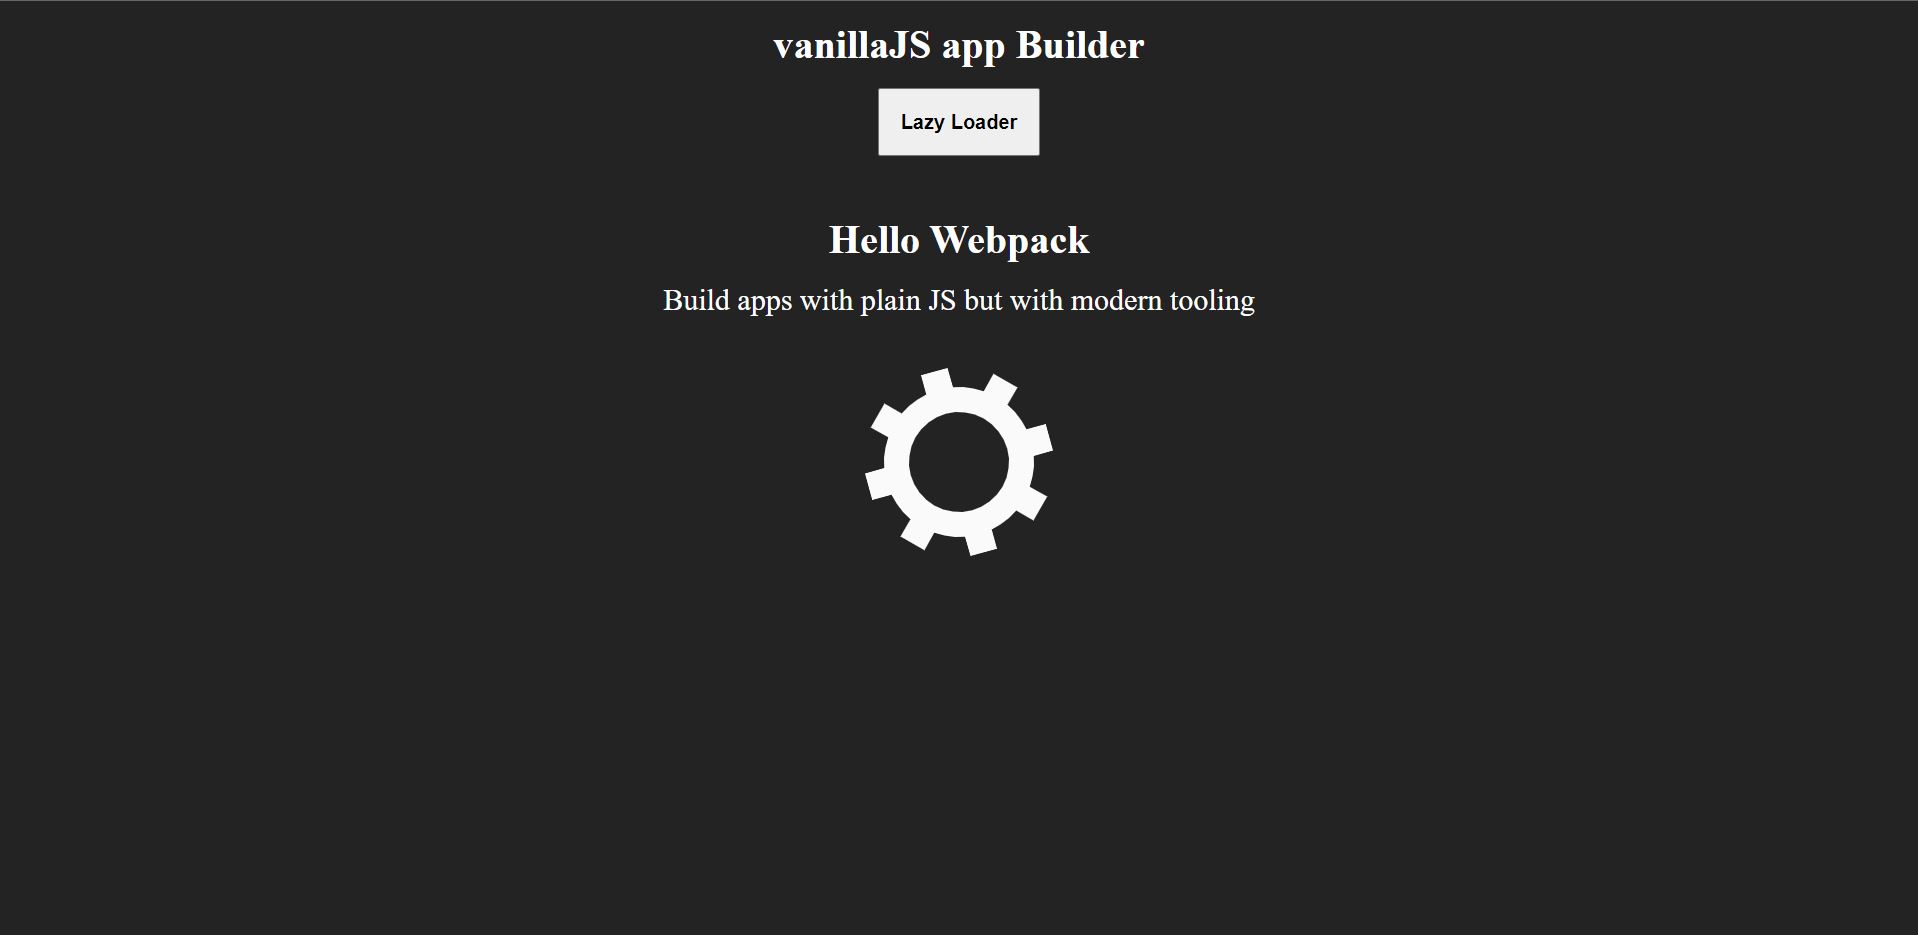 vanillaJS app Builder
Lazy Loader
Hello Webpack
Build apps with plain JS but with modern tooling